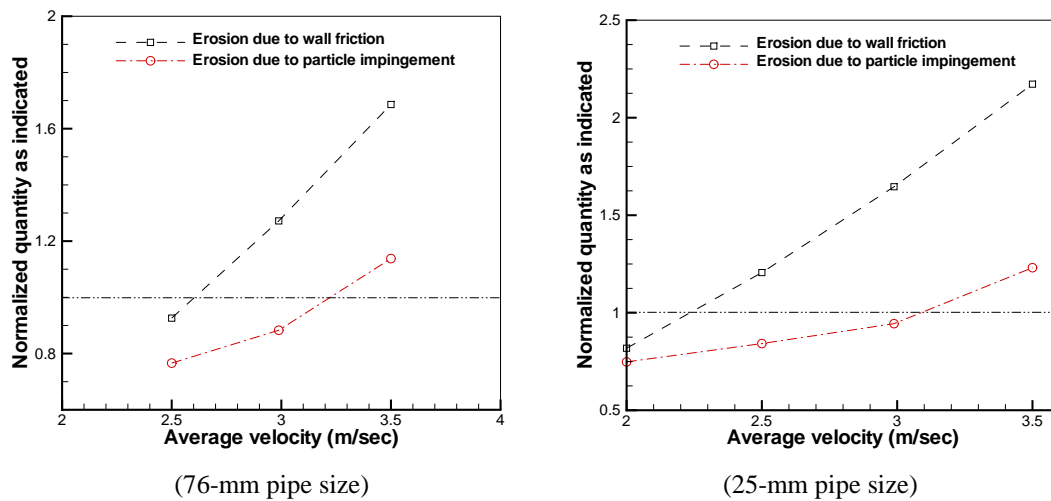 Normalized quantity as indicated
2
1.6
1.2
0.8
Erosion due to wall friction
Erosion due to particle impingement
2
2.5
3
3.5
4
Average velocity (m/sec)
(76-mm pipe size)
Normalized quantity as indicated
2.5
2
1.5
1
0.5
Erosion due to wall friction
Erosion due to particle impingement
2
2.5
3
3.5
Average velocity (m/sec)
(25-mm pipe size)